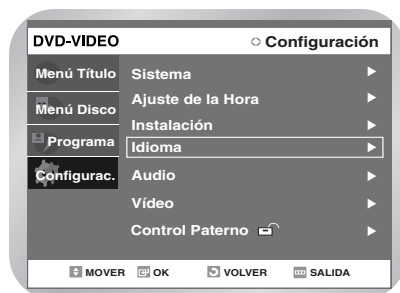 DVD-VIDEO
Configuración
Menú Título
Menú Disco
Programa
Configurac.
Sistema
Ajuste de la Hora
Instalación
Idioma
Audio
Vídeo
Control Paterno
MOVER OK VOLVER SALIDA